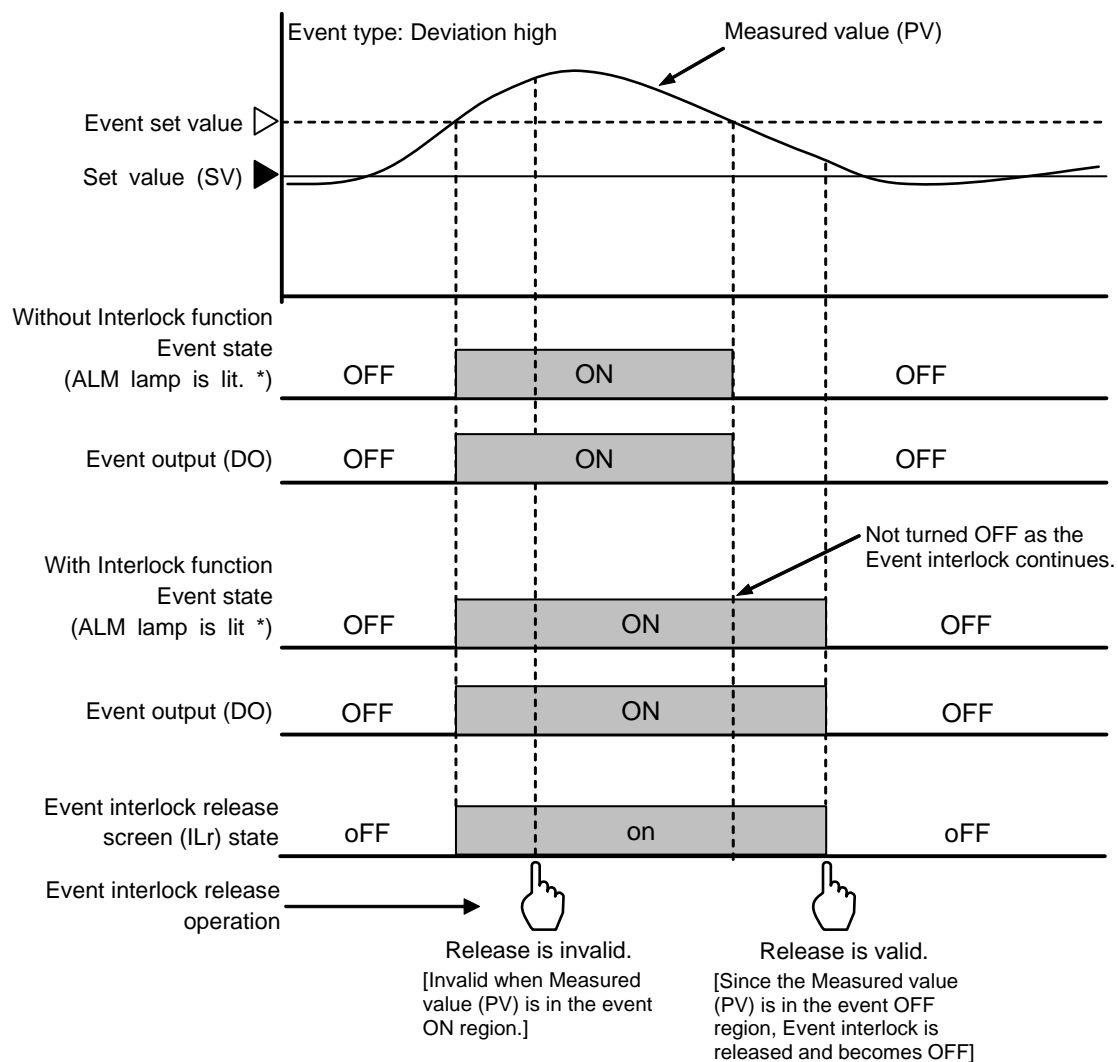 Event type: Deviation high
Measured value (PV)
Event set value
Set value (SV)
Without Interlock function
Event state
(ALM lamp is lit. *)
OFF
ON
OFF
Event output (DO)
OFF
ON
OFF
Not turned OFF as the
Event interlock continues.
With Interlock function
Event state
(ALM lamp is lit *)
OFF
ON
OFF
Event output (DO)
OFF
ON
OFF
Event interlock release
screen (ILr) state
oFF
on
oFF
Event interlock release
operation
Release is invalid.
[Invalid when Measured
value (PV) is in the event
ON region.]
Release is valid.
[Since the Measured value
(PV) is in the event OFF
region, Event interlock is
released and becomes OFF]